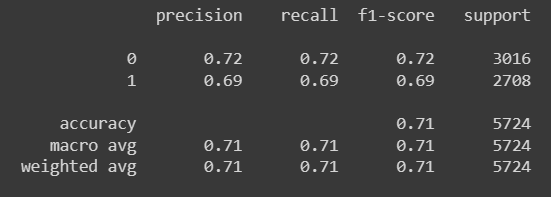 precision recall f1-score support
0 0.72 0.72 0.72 3016
1 0.69 0.69 0.69 2708
accuracy 0.71 5724
macro avg 0.71 0.71 0.71 5724
weighted avg 0.71 0.71 0.71 5724